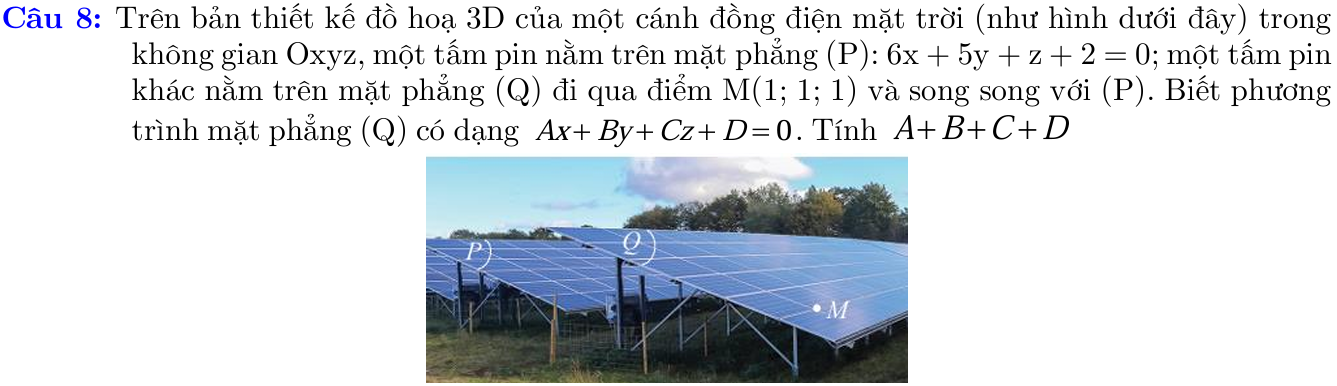 Câu 8: Trên bản thiết kế đồ hoạ 3D của một cánh đồng điện mặt trời (như hình dưới đây) trong
không gian Oxyz, một tấm pin nằm trên mặt phẳng (P): 6x + 5y + z + 2 = 0; một tấm pin
khác nằm trên mặt phẳng (Q) đi qua điểm M(1; 1; 1) và song song với (P). Biết phương
trình mặt phẳng (Q) có dạng Ax + By + Cz + D = 0. Tính A + B + C + D
P)
Q)
M